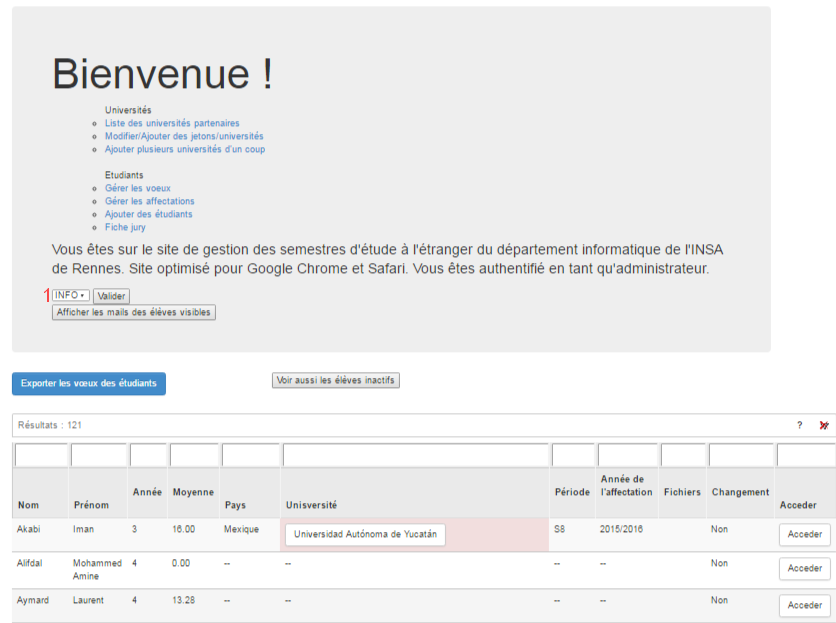 Bienvenue !
Universités
Liste des universités partenaires
Modifier/Ajouter des jetons/universités
Ajouter plusieurs universités d'un coup
Etudiants
Gérer les voeux
Gérer les affectations
Ajouter des étudiants
Fiche jury
Vous êtes sur le site de gestion des semestres d'étude à l'étranger du département informatique de l'INSA
de Rennes. Site optimisé pour Google Chrome et Safari. Vous êtes authentifié en tant qu'administrateur.
1 INFO Valider
Afficher les mails des éléves visibles
Exporter les vœux des étudiants Voir aussi les élèves inactifs
Résultats : 121 ?
Nom Prénom Année Moyenne Pays Unisversité Période Année de l'affectation Fichiers Changement Acceder
Akabi Iman 3 16.00 Mexique Universidad Autónoma de Yucatán S8 2015/2016 Non Acceder
Alifdal Mohammed Amine 4 0.00 -- -- -- -- Non Acceder
Aymard Laurent 4 13.28 -- -- -- -- Non Acceder